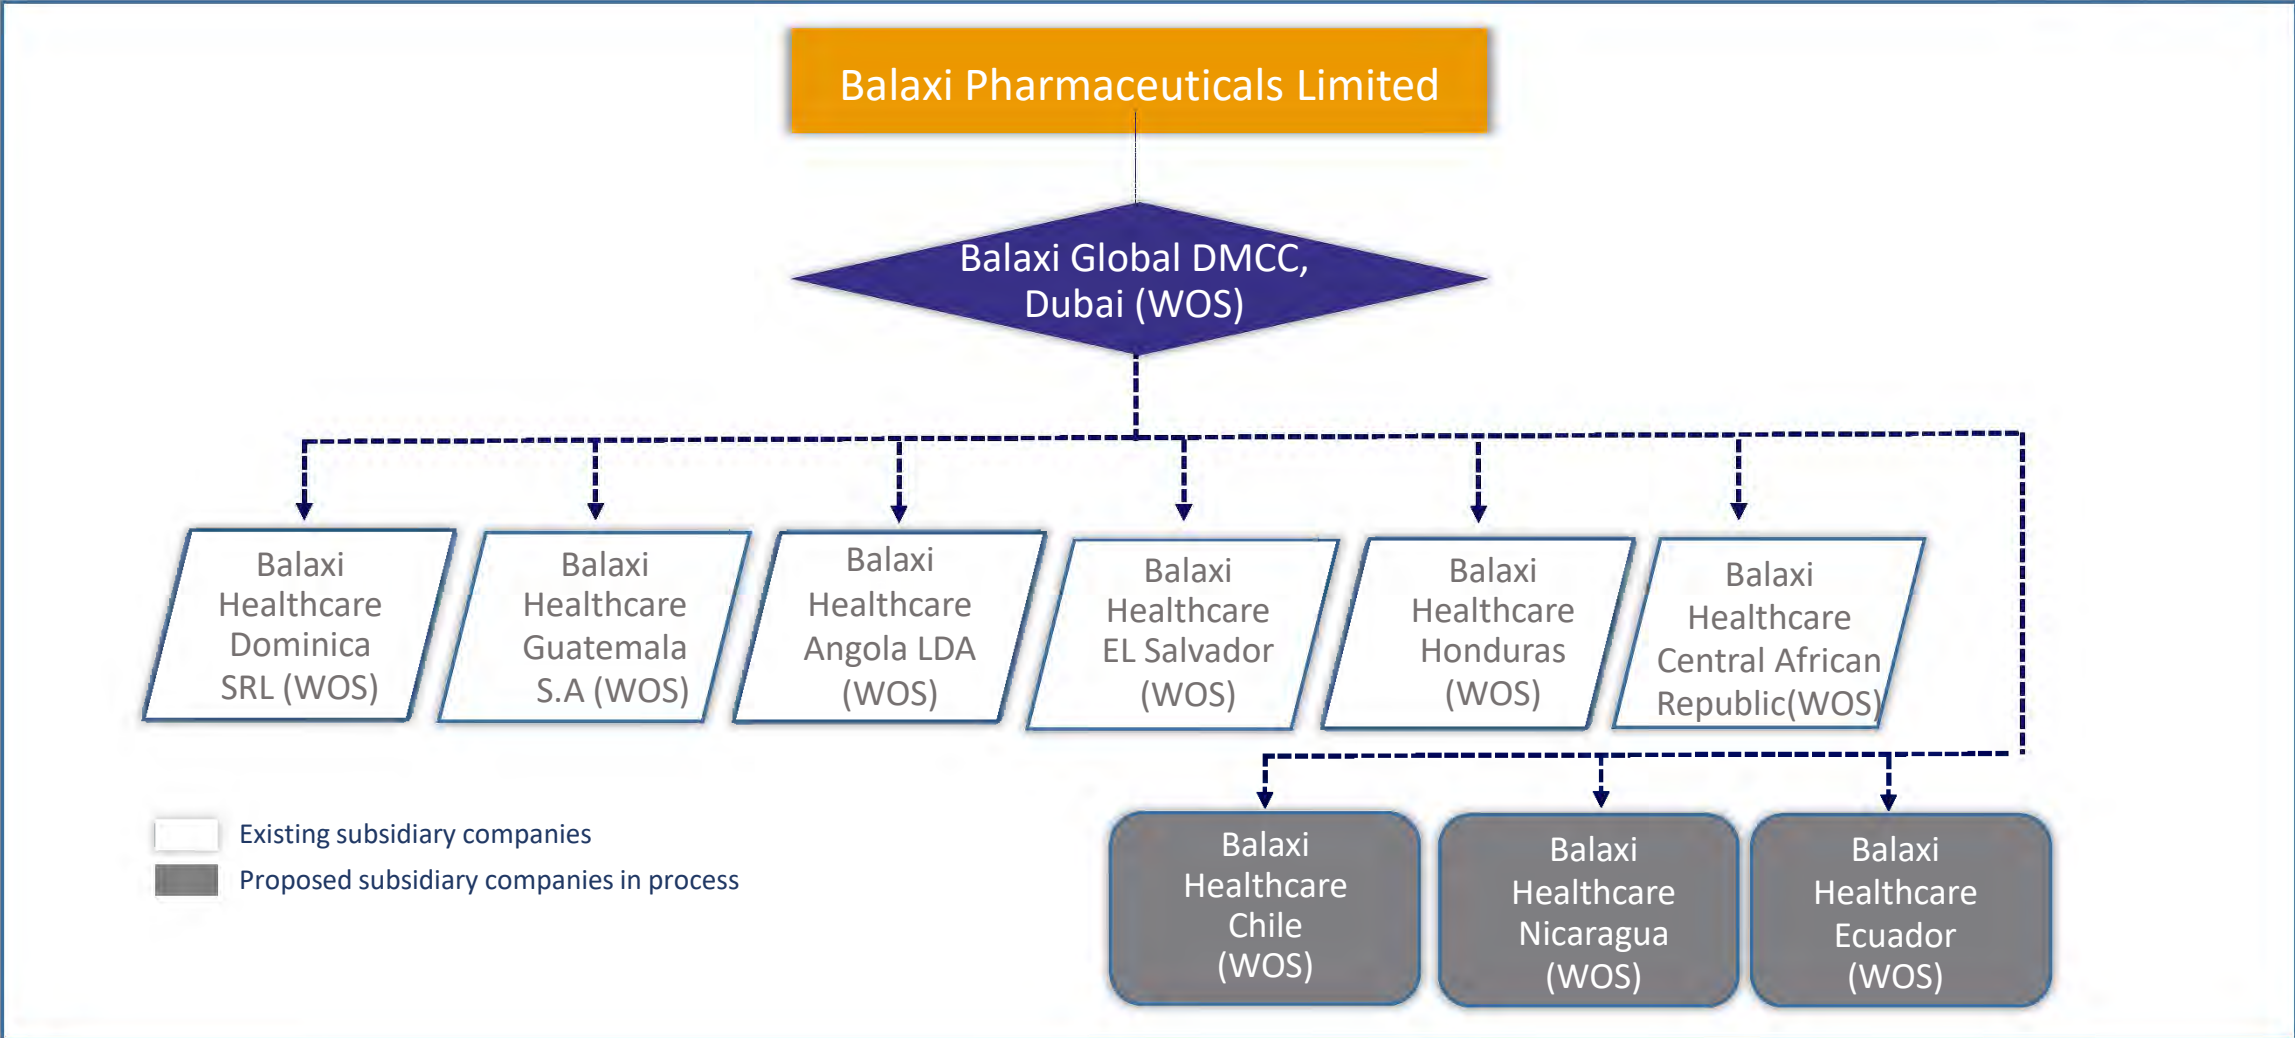 Balaxi Pharmaceuticals Limited
Balaxi Global DMCC,
Dubai (WOS)
Balaxi
Healthcare
Dominica
SRL (WOS)
Balaxi
Healthcare
Guatemala
S.A (WOS)
Balaxi
Healthcare
Angola LDA
(WOS)
Balaxi
Healthcare
EL Salvador
(WOS)
Balaxi
Healthcare
Honduras
(WOS)
Balaxi
Healthcare
Central African
Republic(WOS)
Existing subsidiary companies
Proposed subsidiary companies in process
Balaxi
Healthcare
Chile
(WOS)
Balaxi
Healthcare
Nicaragua
(WOS)
Balaxi
Healthcare
Ecuador
(WOS)